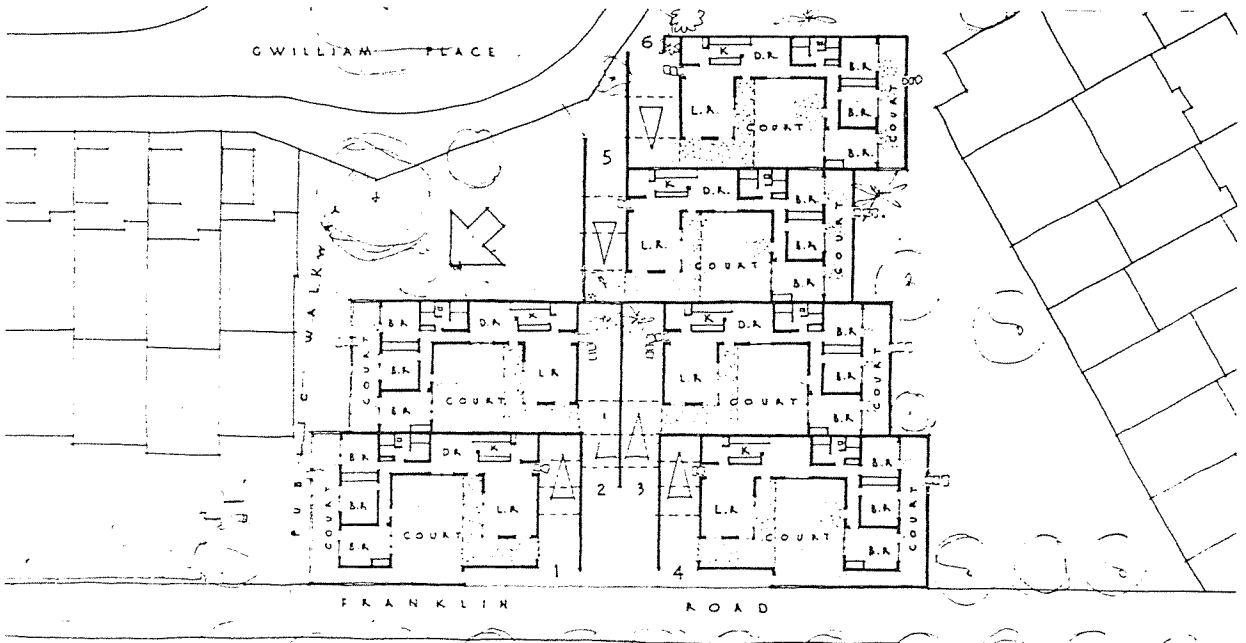 GWILLIAM PLACE
6
K D.R B.R
L.R. COURT B.R COURT
B.R
5
K D.R. B.R
L.R. COURT B.R COURT
B.R
PUBLIC WALKWAY
B.R D.R K K D.R B.R
COURT B.R COURT L.R L.R COURT B.R COURT
B.R B.R
B.R D.R K 2 3 K B.R
COURT B.R COURT L.R L.R COURT B.R COURT
B.R B.R
1 4
FRANKLIN ROAD